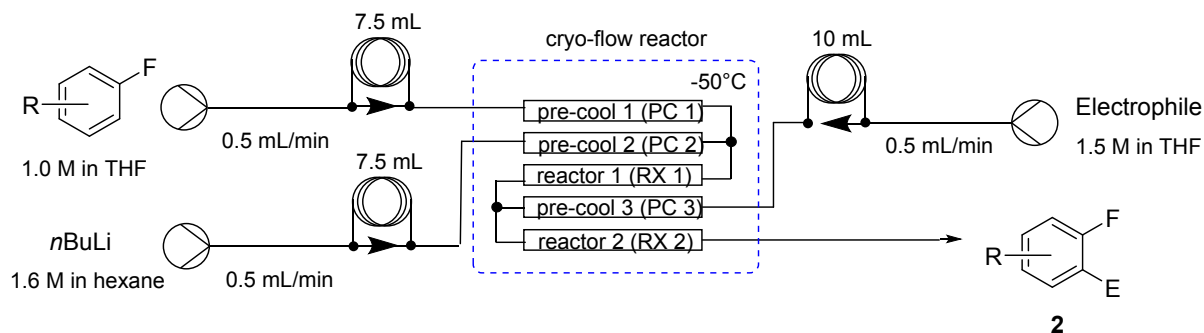 7.5 mL
cryo-flow reactor
10 mL
F
R
-50°C
pre-cool 1 (PC 1)
pre-cool 2 (PC 2)
reactor 1 (RX 1)
pre-cool 3 (PC 3)
reactor 2 (RX 2)
0.5 mL/min
1.0 M in THF
7.5 mL
nBuLi
1.6 M in hexane
0.5 mL/min
0.5 mL/min
Electrophile
1.5 M in THF
F
R
E
2